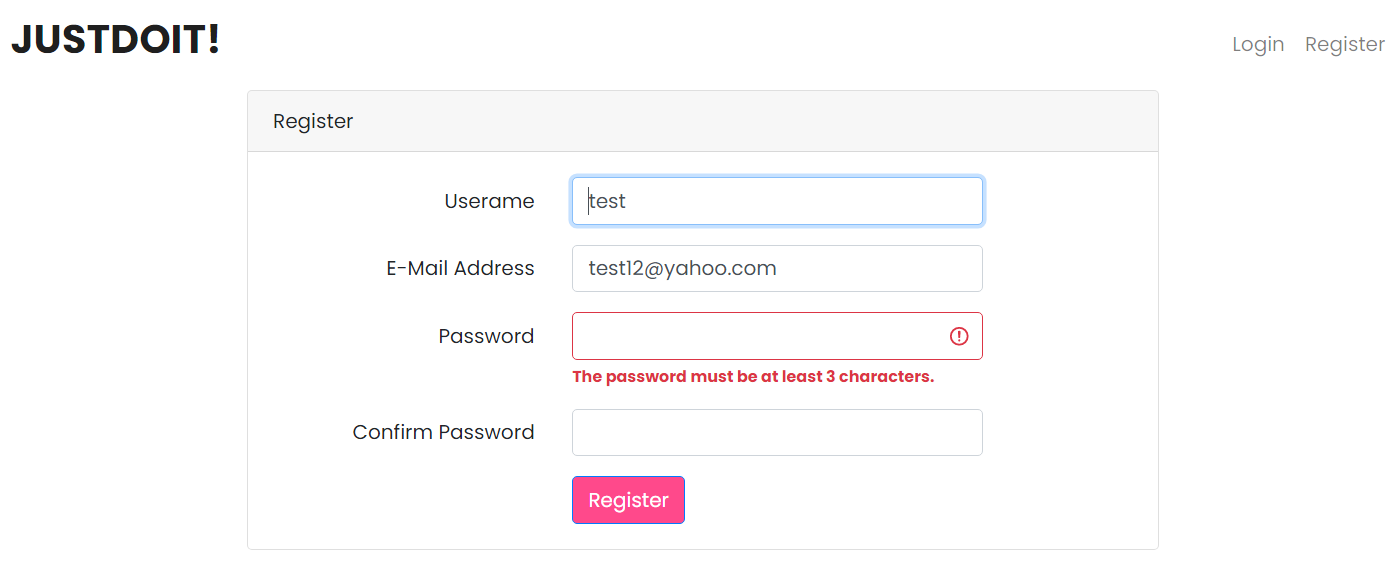 JUSTDOIT!
Login Register
Register
Userame test
E-Mail Address test12@yahoo.com
Password
The password must be at least 3 characters.
Confirm Password
Register